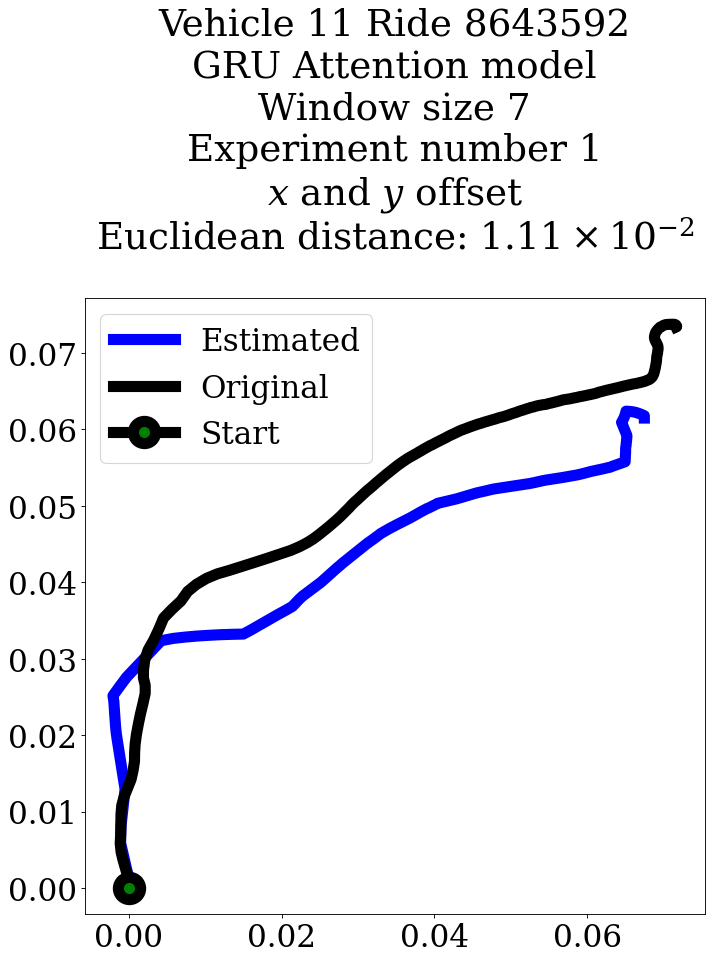 Vehicle 11 Ride 8643592
GRU Attention model
Window size 7
Experiment number 1
x and y offset
Euclidean distance: 1.11 × 10⁻²
Estimated
Original
Start
0.07
0.06
0.05
0.04
0.03
0.02
0.01
0.00
0.00 0.02 0.04 0.06